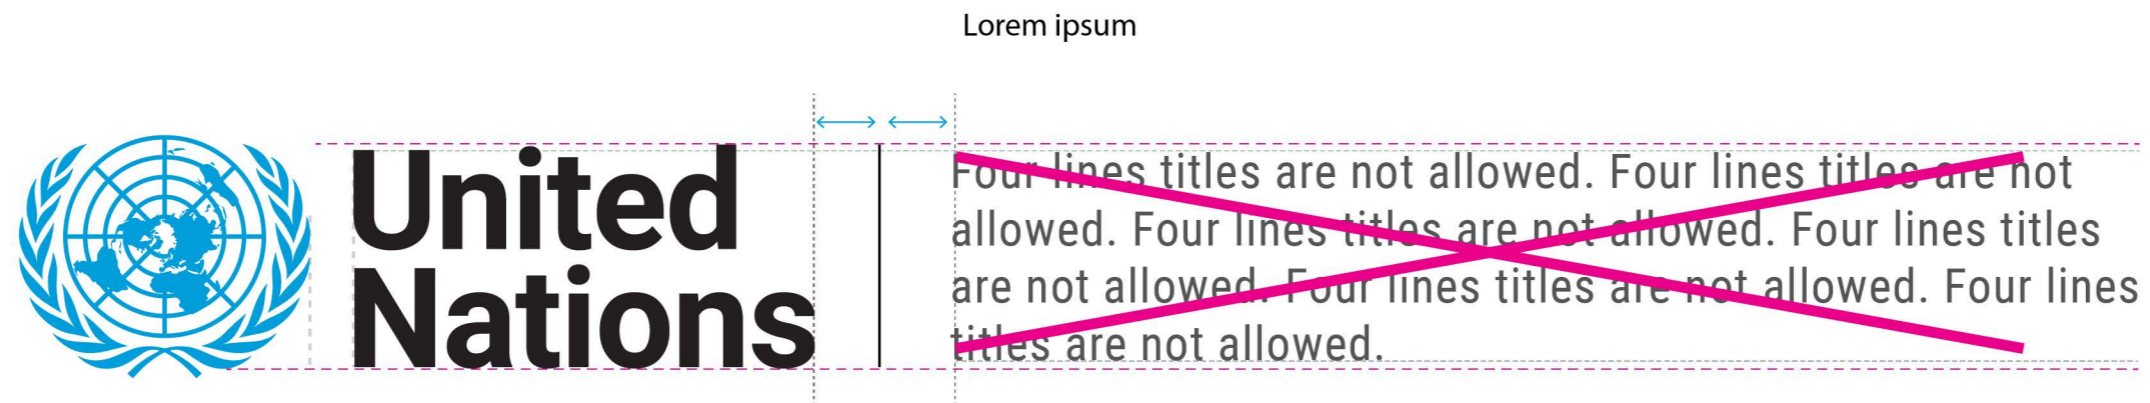 Lorem ipsum
United
Nations
Four lines titles are not allowed. Four lines titles are not
allowed. Four lines titles are not allowed. Four lines titles
are not allowed. Four lines titles are not allowed. Four lines
titles are not allowed.